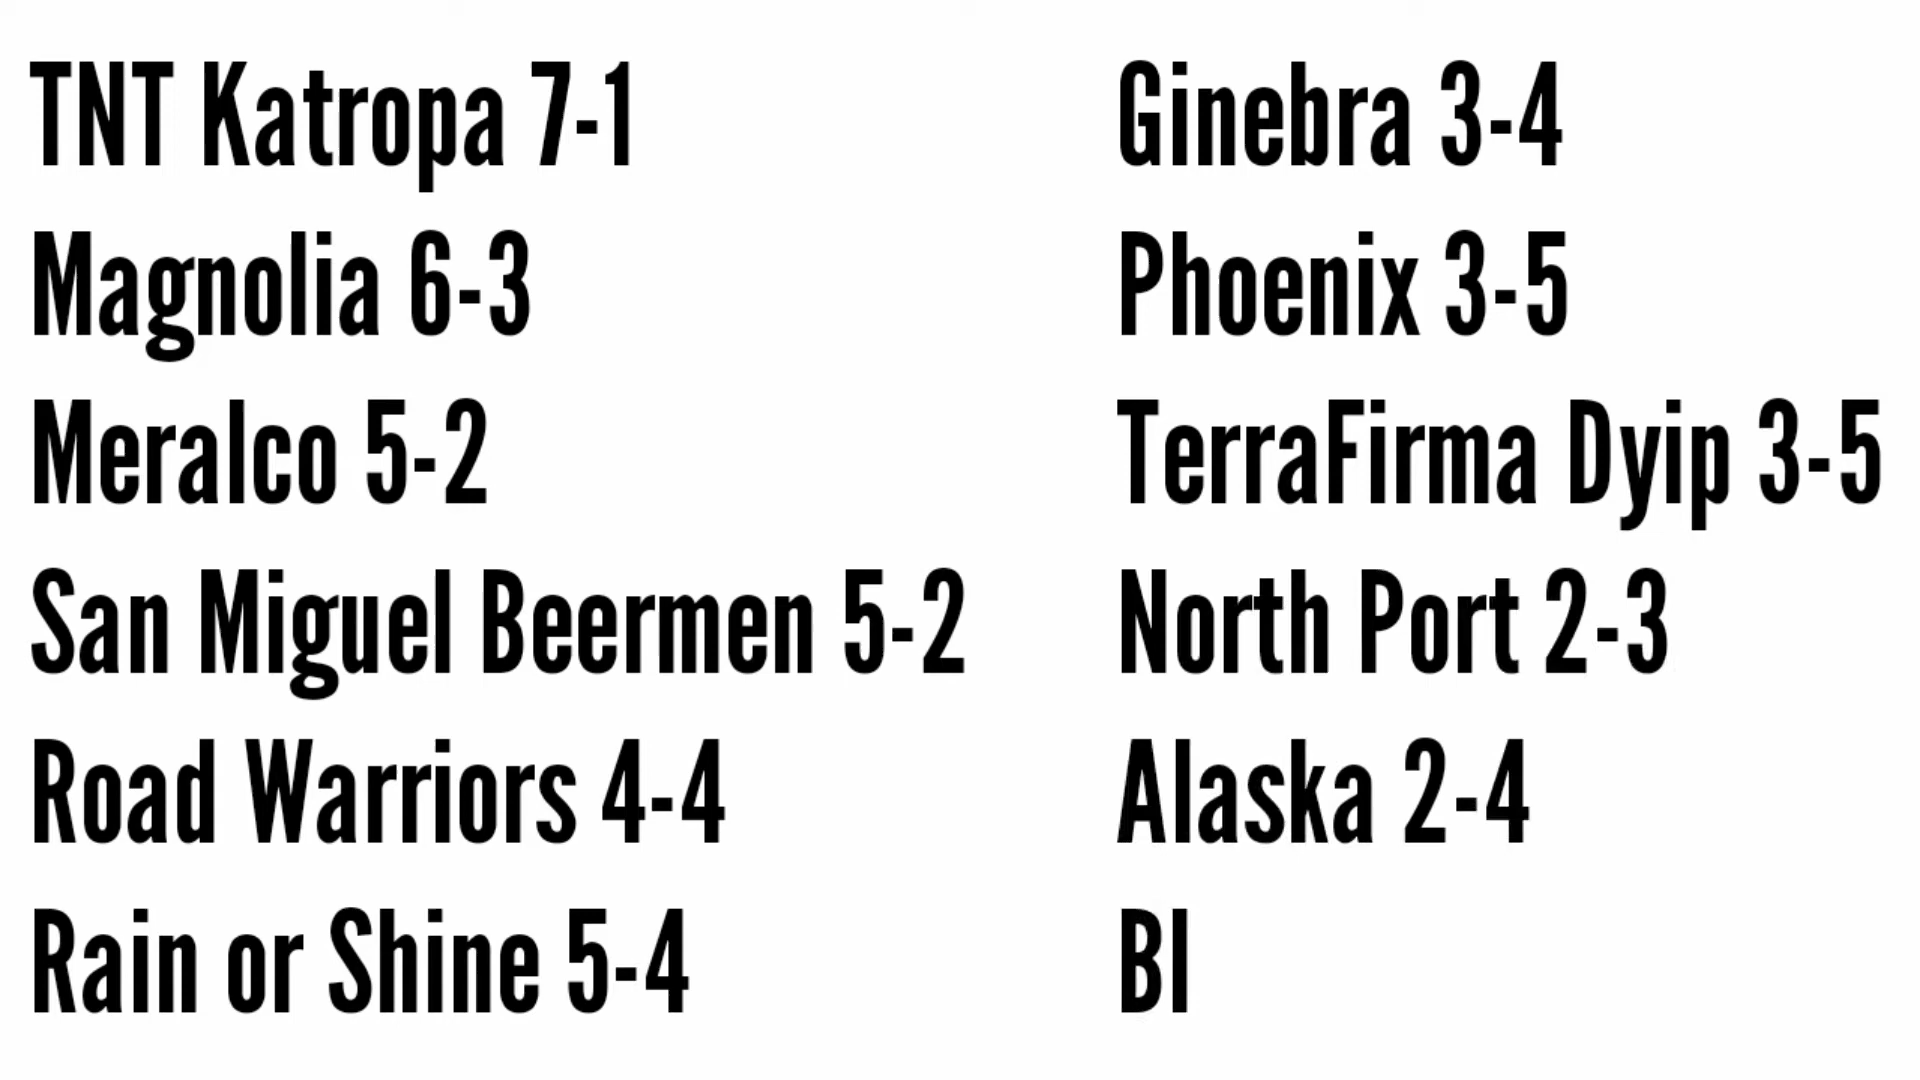 TNT Katropa 7-1
Magnolia 6-3
Meralco 5-2
San Miguel Beermen 5-2
Road Warriors 4-4
Rain or Shine 5-4
Ginebra 3-4
Phoenix 3-5
TerraFirma Dyip 3-5
North Port 2-3
Alaska 2-4
Bl